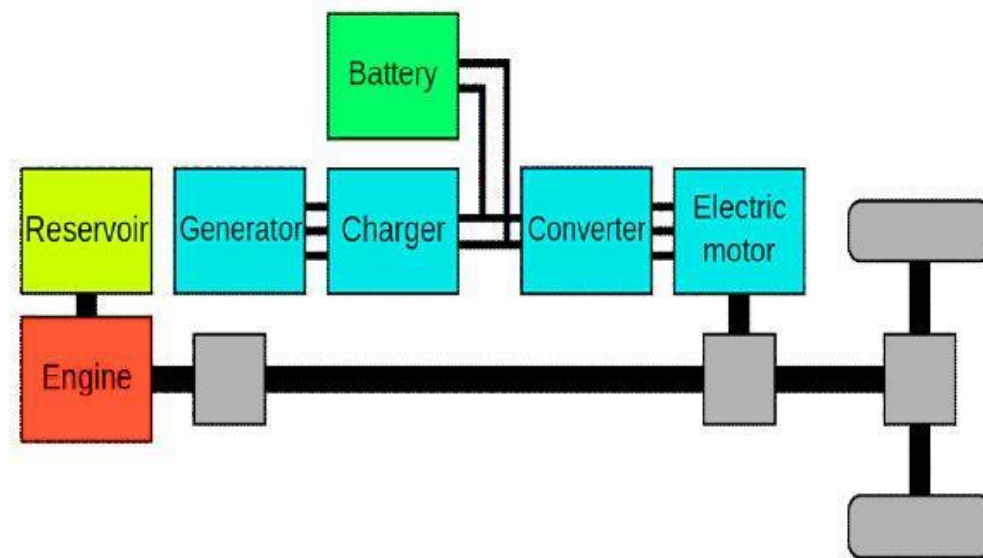 Battery
Reservoir
Generator
Charger
Converter
Electric
motor
Engine